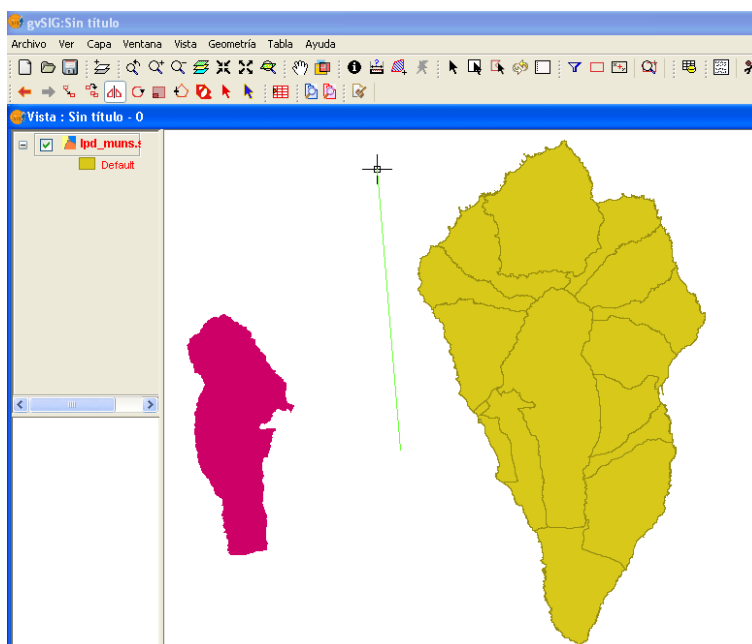 gvSIG:Sin título
Archivo Ver Capa Ventana Vista Geometría Tabla Ayuda
Vista : Sin título - 0
lpd_muns.s
Default